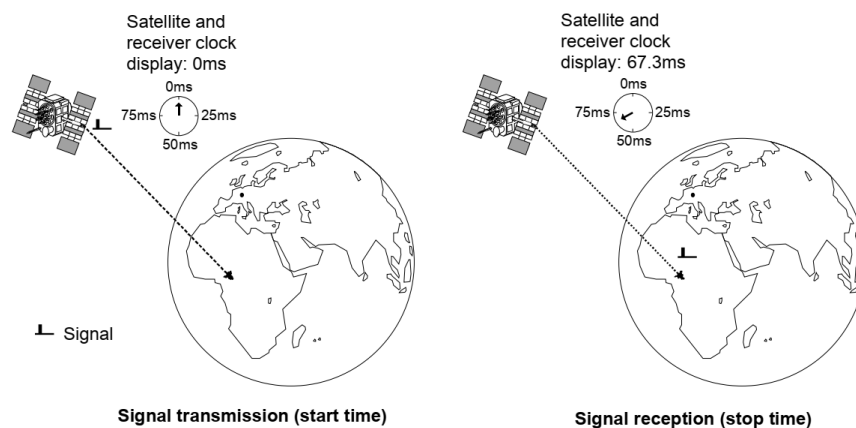 Satellite and
receiver clock
display: 0ms
0ms
75ms
25ms
50ms
Signal
Signal transmission (start time)
Satellite and
receiver clock
display: 67.3ms
0ms
75ms
25ms
50ms
Signal reception (stop time)